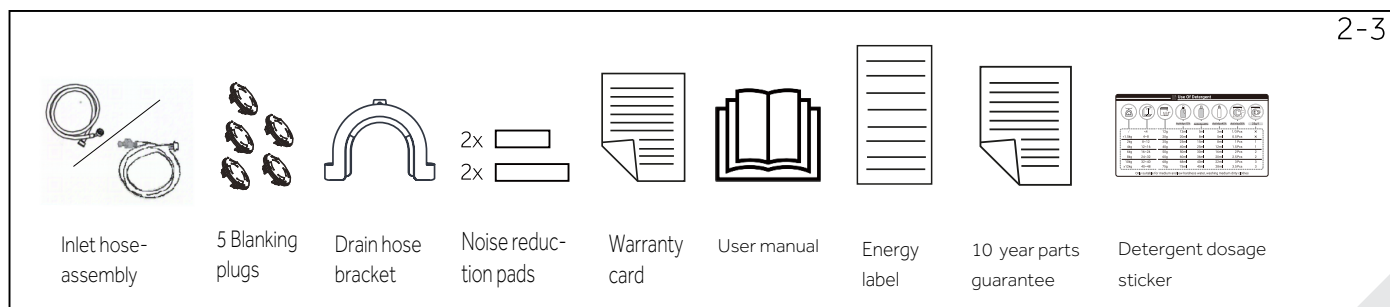 2-3
2x
2x
Use Of Detergent
Inlet hose-
assembly
5 Blanking
plugs
Drain hose
bracket
Noise reduc-
tion pads
Warranty
card
User manual
Energy
label
10 year parts
guarantee
Detergent dosage
sticker